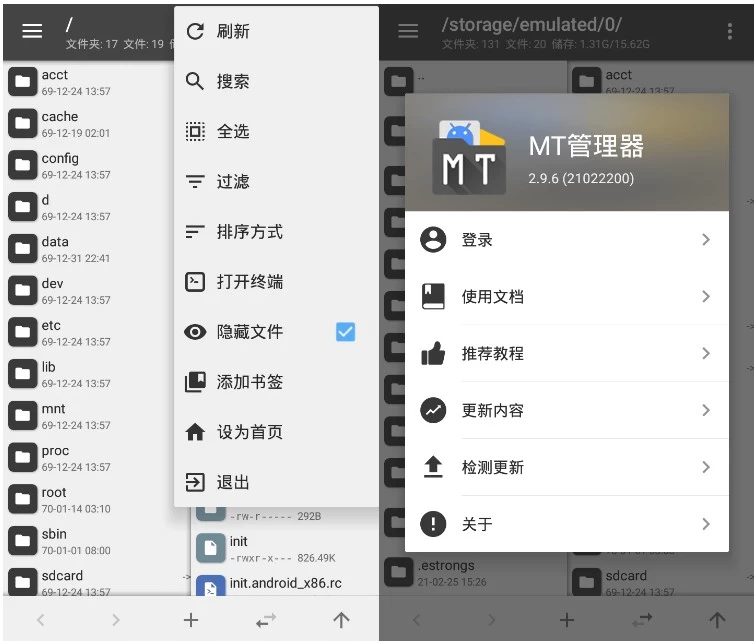 /
文件夹: 17 文件: 19 储
acct
69-12-24 13:57
cache
69-12-19 02:01
config
69-12-24 13:57
d
69-12-24 13:57
data
69-12-31 22:41
dev
69-12-24 13:57
etc
69-12-24 13:57
lib
69-12-24 13:57
mnt
69-12-24 13:57
proc
69-12-24 13:57
root
70-01-14 03:10
sbin
70-01-01 08:00
sdcard
69-12-24 13:57
->
刷新
搜索
全选
过滤
排序方式
打开终端
隐藏文件
添加书签
设为首页
退出
-rw-r----- 292B
init
-rwxr-x--- 826.49K
init.android_x86.rc
/storage/emulated/0/
文件夹: 131 文件: 20 储存: 1.31G/15.62G
..
acct
69-12-24 13:57
MT管理器
2.9.6 (21022200)
登录
使用文档
推荐教程
更新内容
检测更新
关于
.estrongs
21-02-25 15:26
70-01-01 08:00
sdcard
69-12-24 13:57